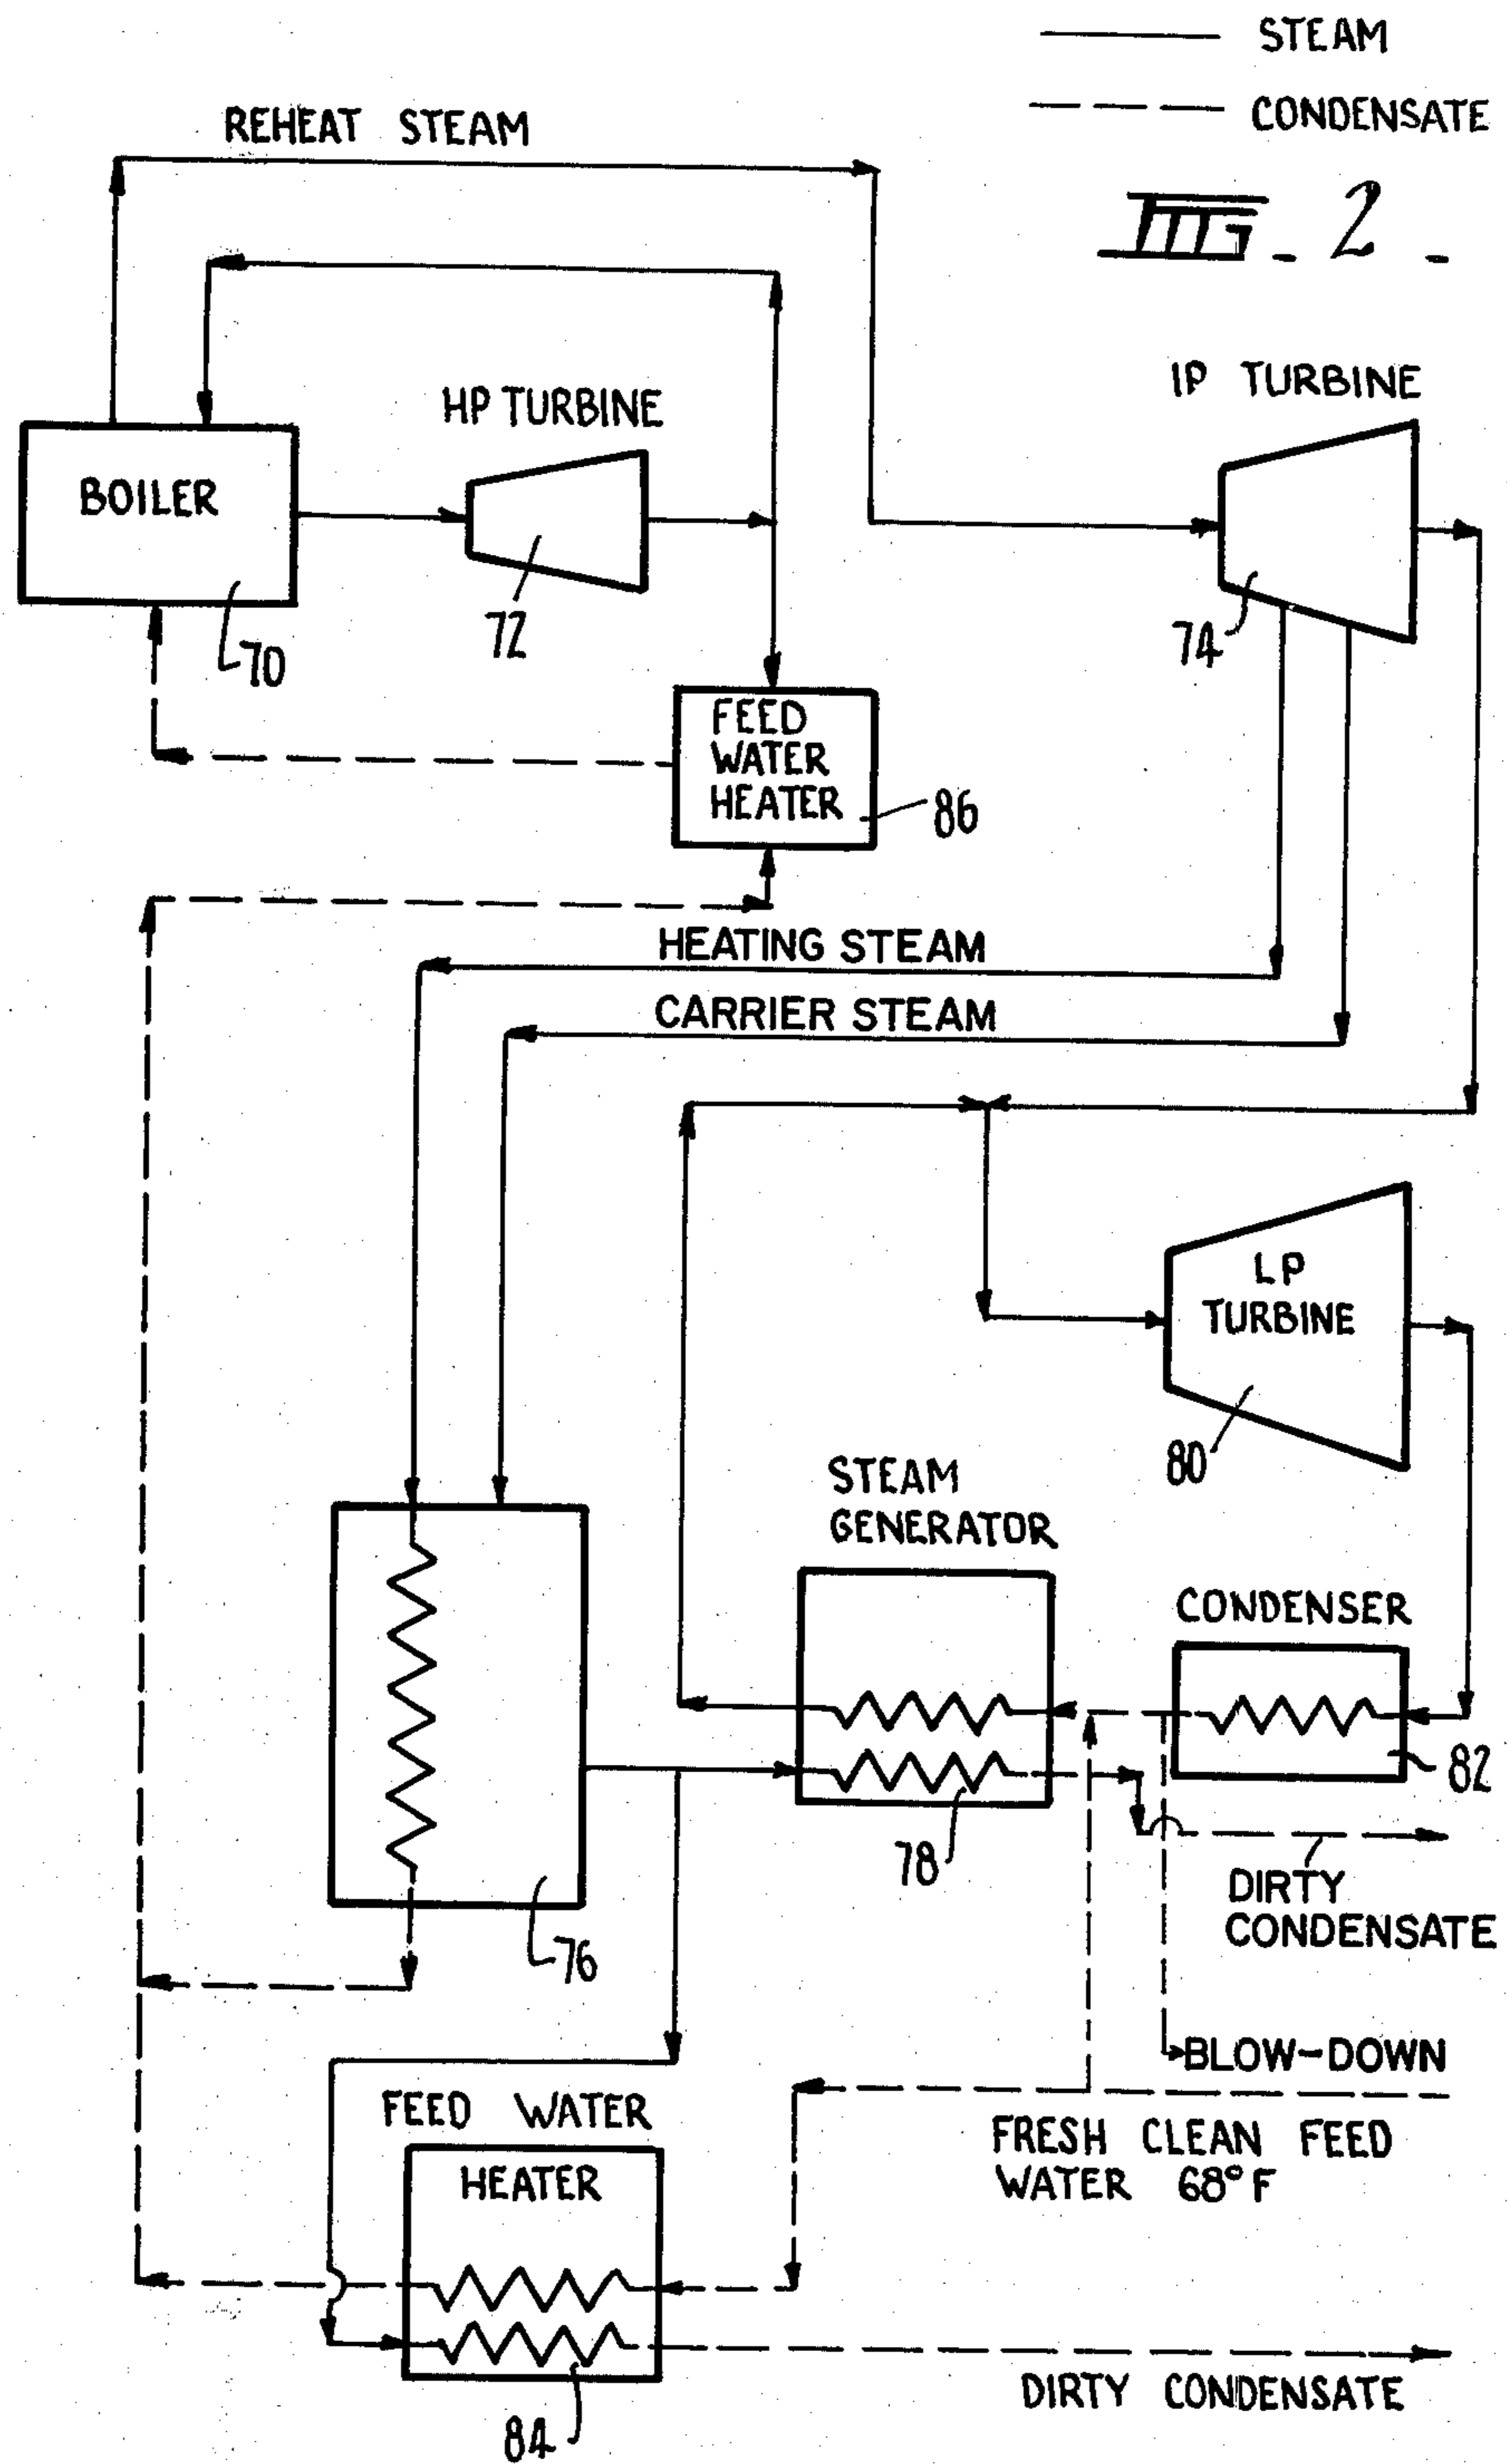 STEAM
CONDENSATE
REHEAT STEAM
FIG - 2 -
IP TURBINE
HP TURBINE
BOILER
72
74
70
FEED
WATER
HEATER
86
HEATING STEAM
CARRIER STEAM
LP
TURBINE
80
STEAM
GENERATOR
CONDENSER
82
78
DIRTY
CONDENSATE
76
BLOW-DOWN
FEED WATER
HEATER
FRESH CLEAN FEED
WATER 68°F
DIRTY CONDENSATE
84